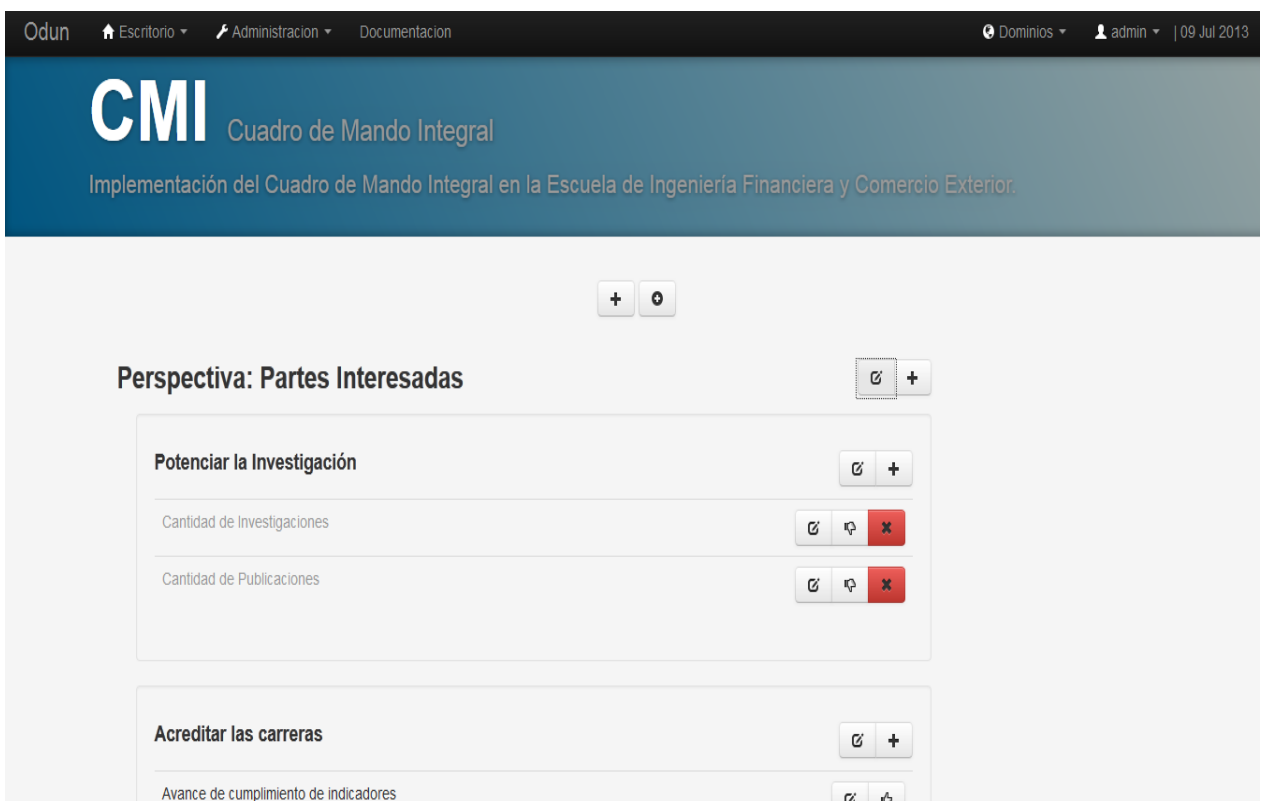 Odun Escritorio Administracion Documentacion Dominios admin | 09 Jul 2013
CMI Cuadro de Mando Integral
Implementación del Cuadro de Mando Integral en la Escuela de Ingeniería Financiera y Comercio Exterior.
Perspectiva: Partes Interesadas
Potenciar la Investigación
Cantidad de Investigaciones
Cantidad de Publicaciones
Acreditar las carreras
Avance de cumplimiento de indicadores